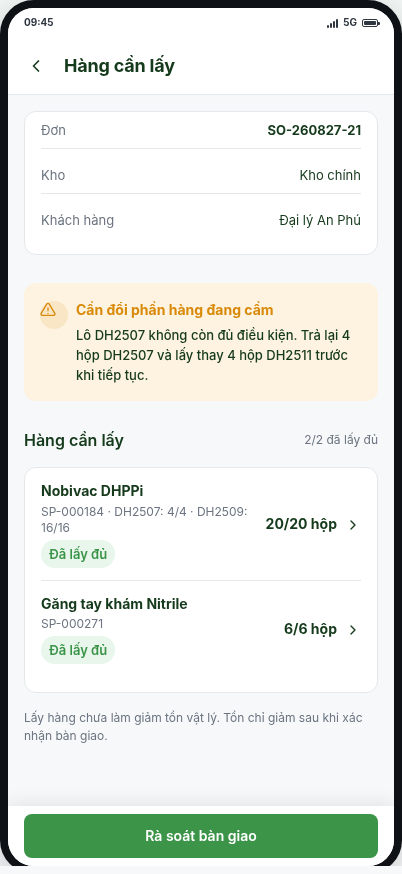 09:45 5G
Hàng cần lấy
Đơn SO-260827-21
Kho Kho chính
Khách hàng Đại lý An Phú
Cần đổi phần hàng đang cầm
Lô DH2507 không còn đủ điều kiện. Trả lại 4
hộp DH2507 và lấy thay 4 hộp DH2511 trước
khi tiếp tục.
Hàng cần lấy 2/2 đã lấy đủ
Nobivac DHPPi
SP-000184 · DH2507: 4/4 · DH2509:
16/16
20/20 hộp
Đã lấy đủ
Găng tay khám Nitrile
SP-000271
6/6 hộp
Đã lấy đủ
Lấy hàng chưa làm giảm tồn vật lý. Tồn chỉ giảm sau khi xác
nhận bàn giao.
Rà soát bàn giao